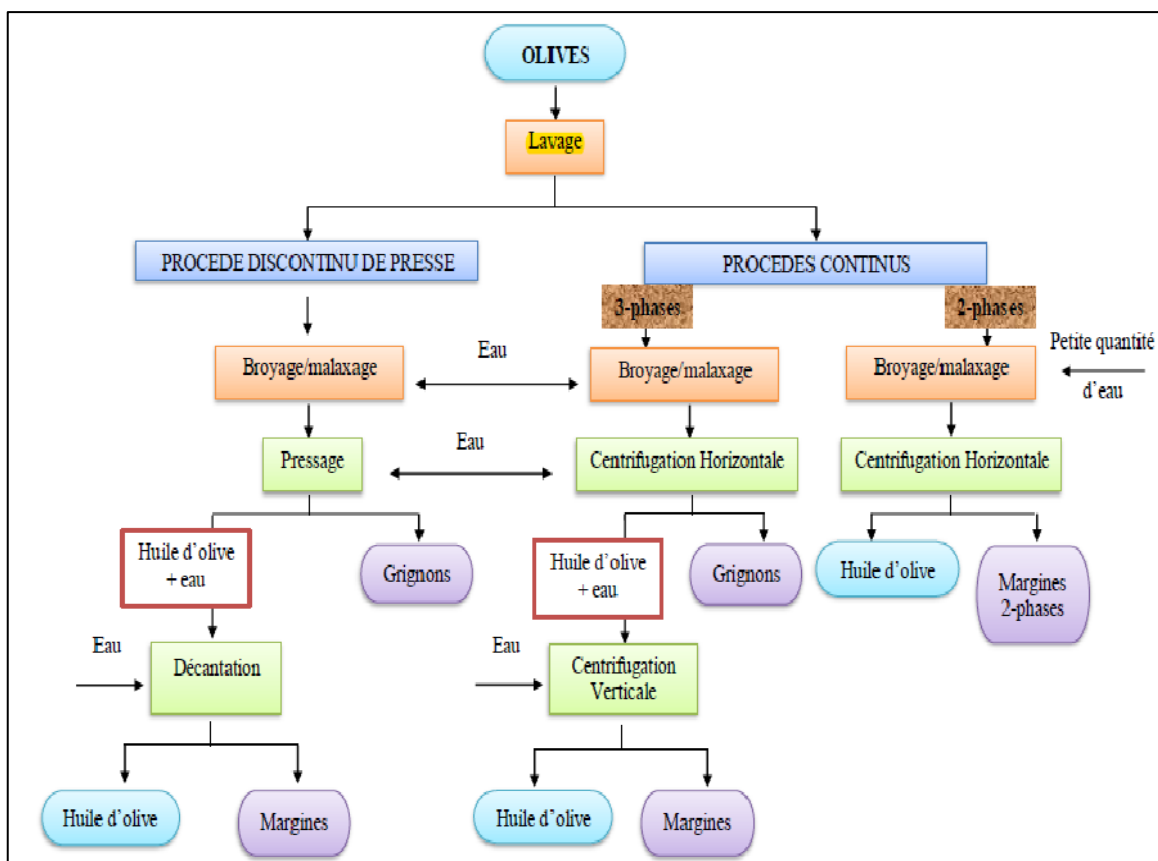 OLIVES
Lavage
PROCEDE DISCONTINU DE PRESSE
PROCEDES CONTINUS
3-phases
2-phases
Broyage/malaxage
Eau
Broyage/malaxage
Broyage/malaxage
Petite quantité
d'eau
Pressage
Eau
Centrifugation Horizontale
Centrifugation Horizontale
Huile d'olive
+ eau
Grignons
Huile d'olive
+ eau
Grignons
Huile d'olive
Margines
2-phases
Eau
Décantation
Eau
Centrifugation
Verticale
Huile d'olive
Margines
Huile d'olive
Margines